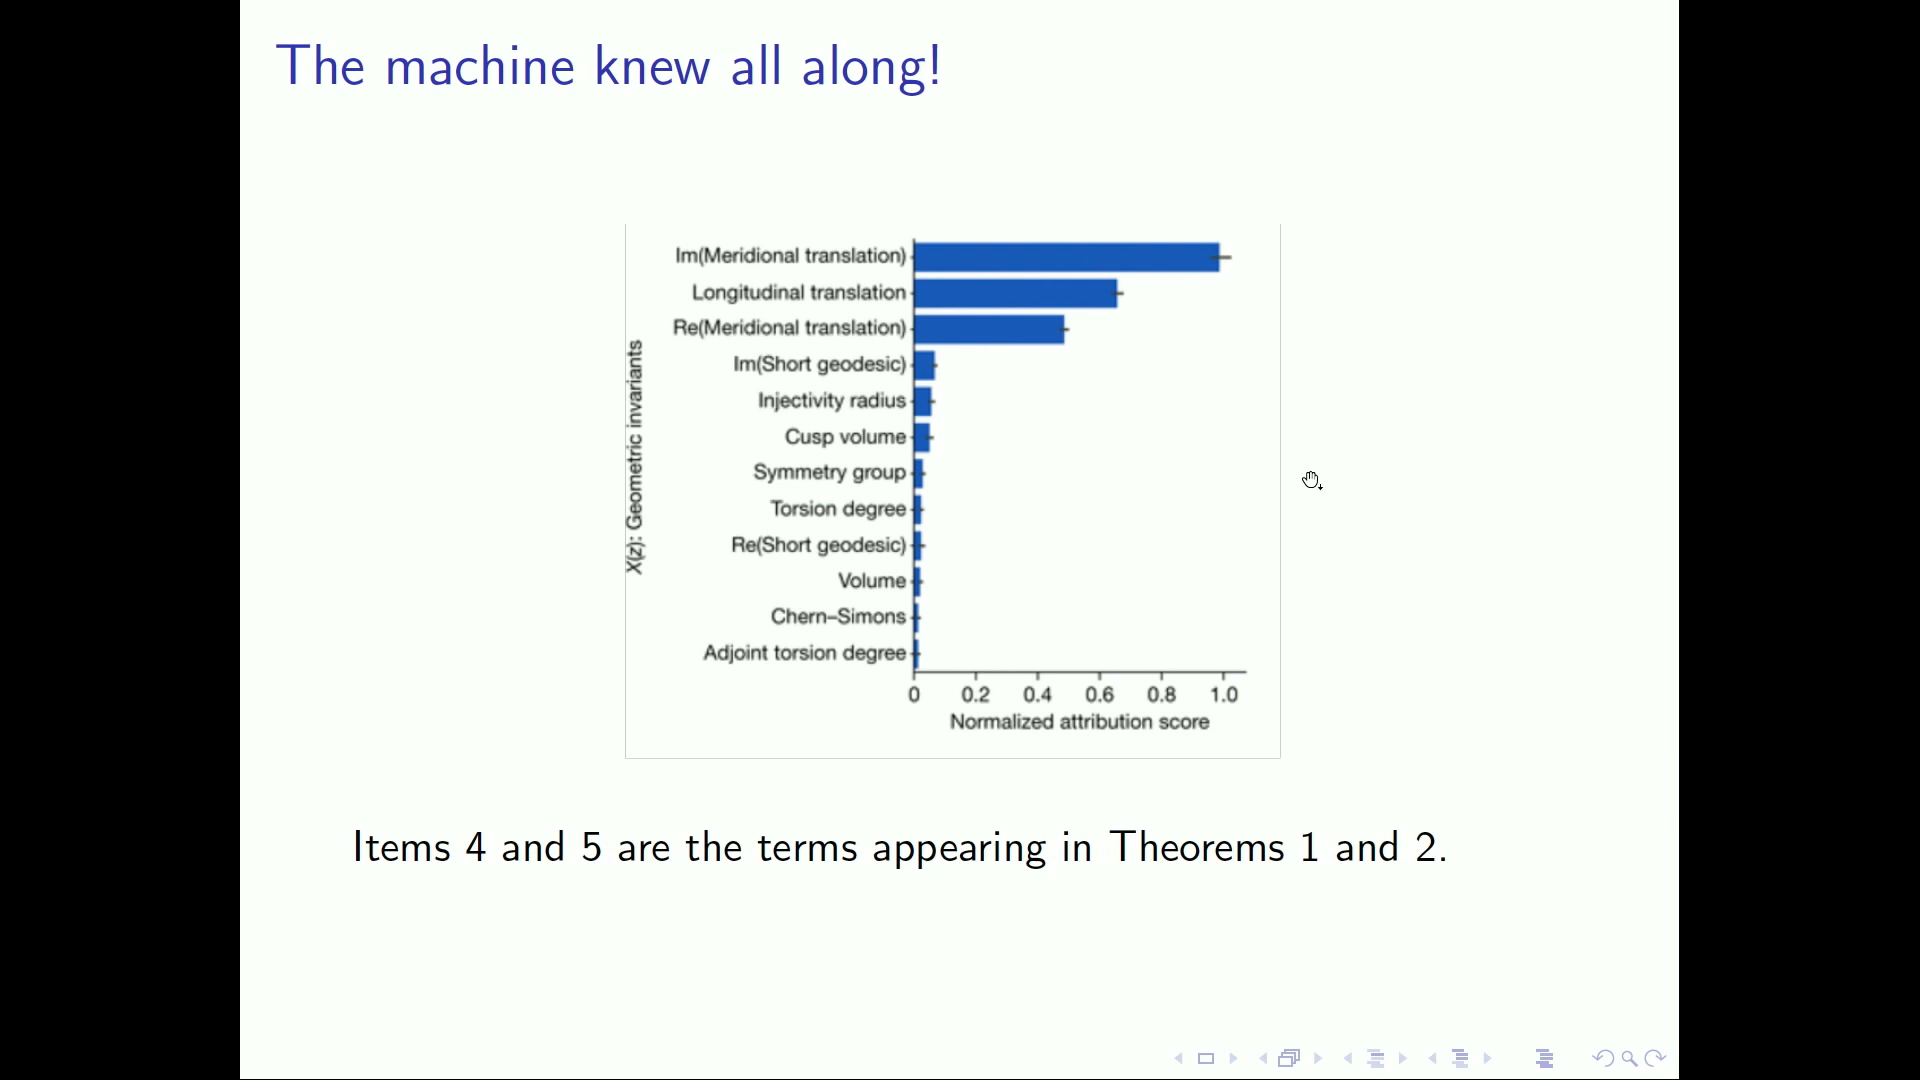 The machine knew all along!
X(z): Geometric invariants
Im(Meridional translation)
Longitudinal translation
Re(Meridional translation)
Im(Short geodesic)
Injectivity radius
Cusp volume
Symmetry group
Torsion degree
Re(Short geodesic)
Volume
Chern–Simons
Adjoint torsion degree
0 0.2 0.4 0.6 0.8 1.0
Normalized attribution score
Items 4 and 5 are the terms appearing in Theorems 1 and 2.